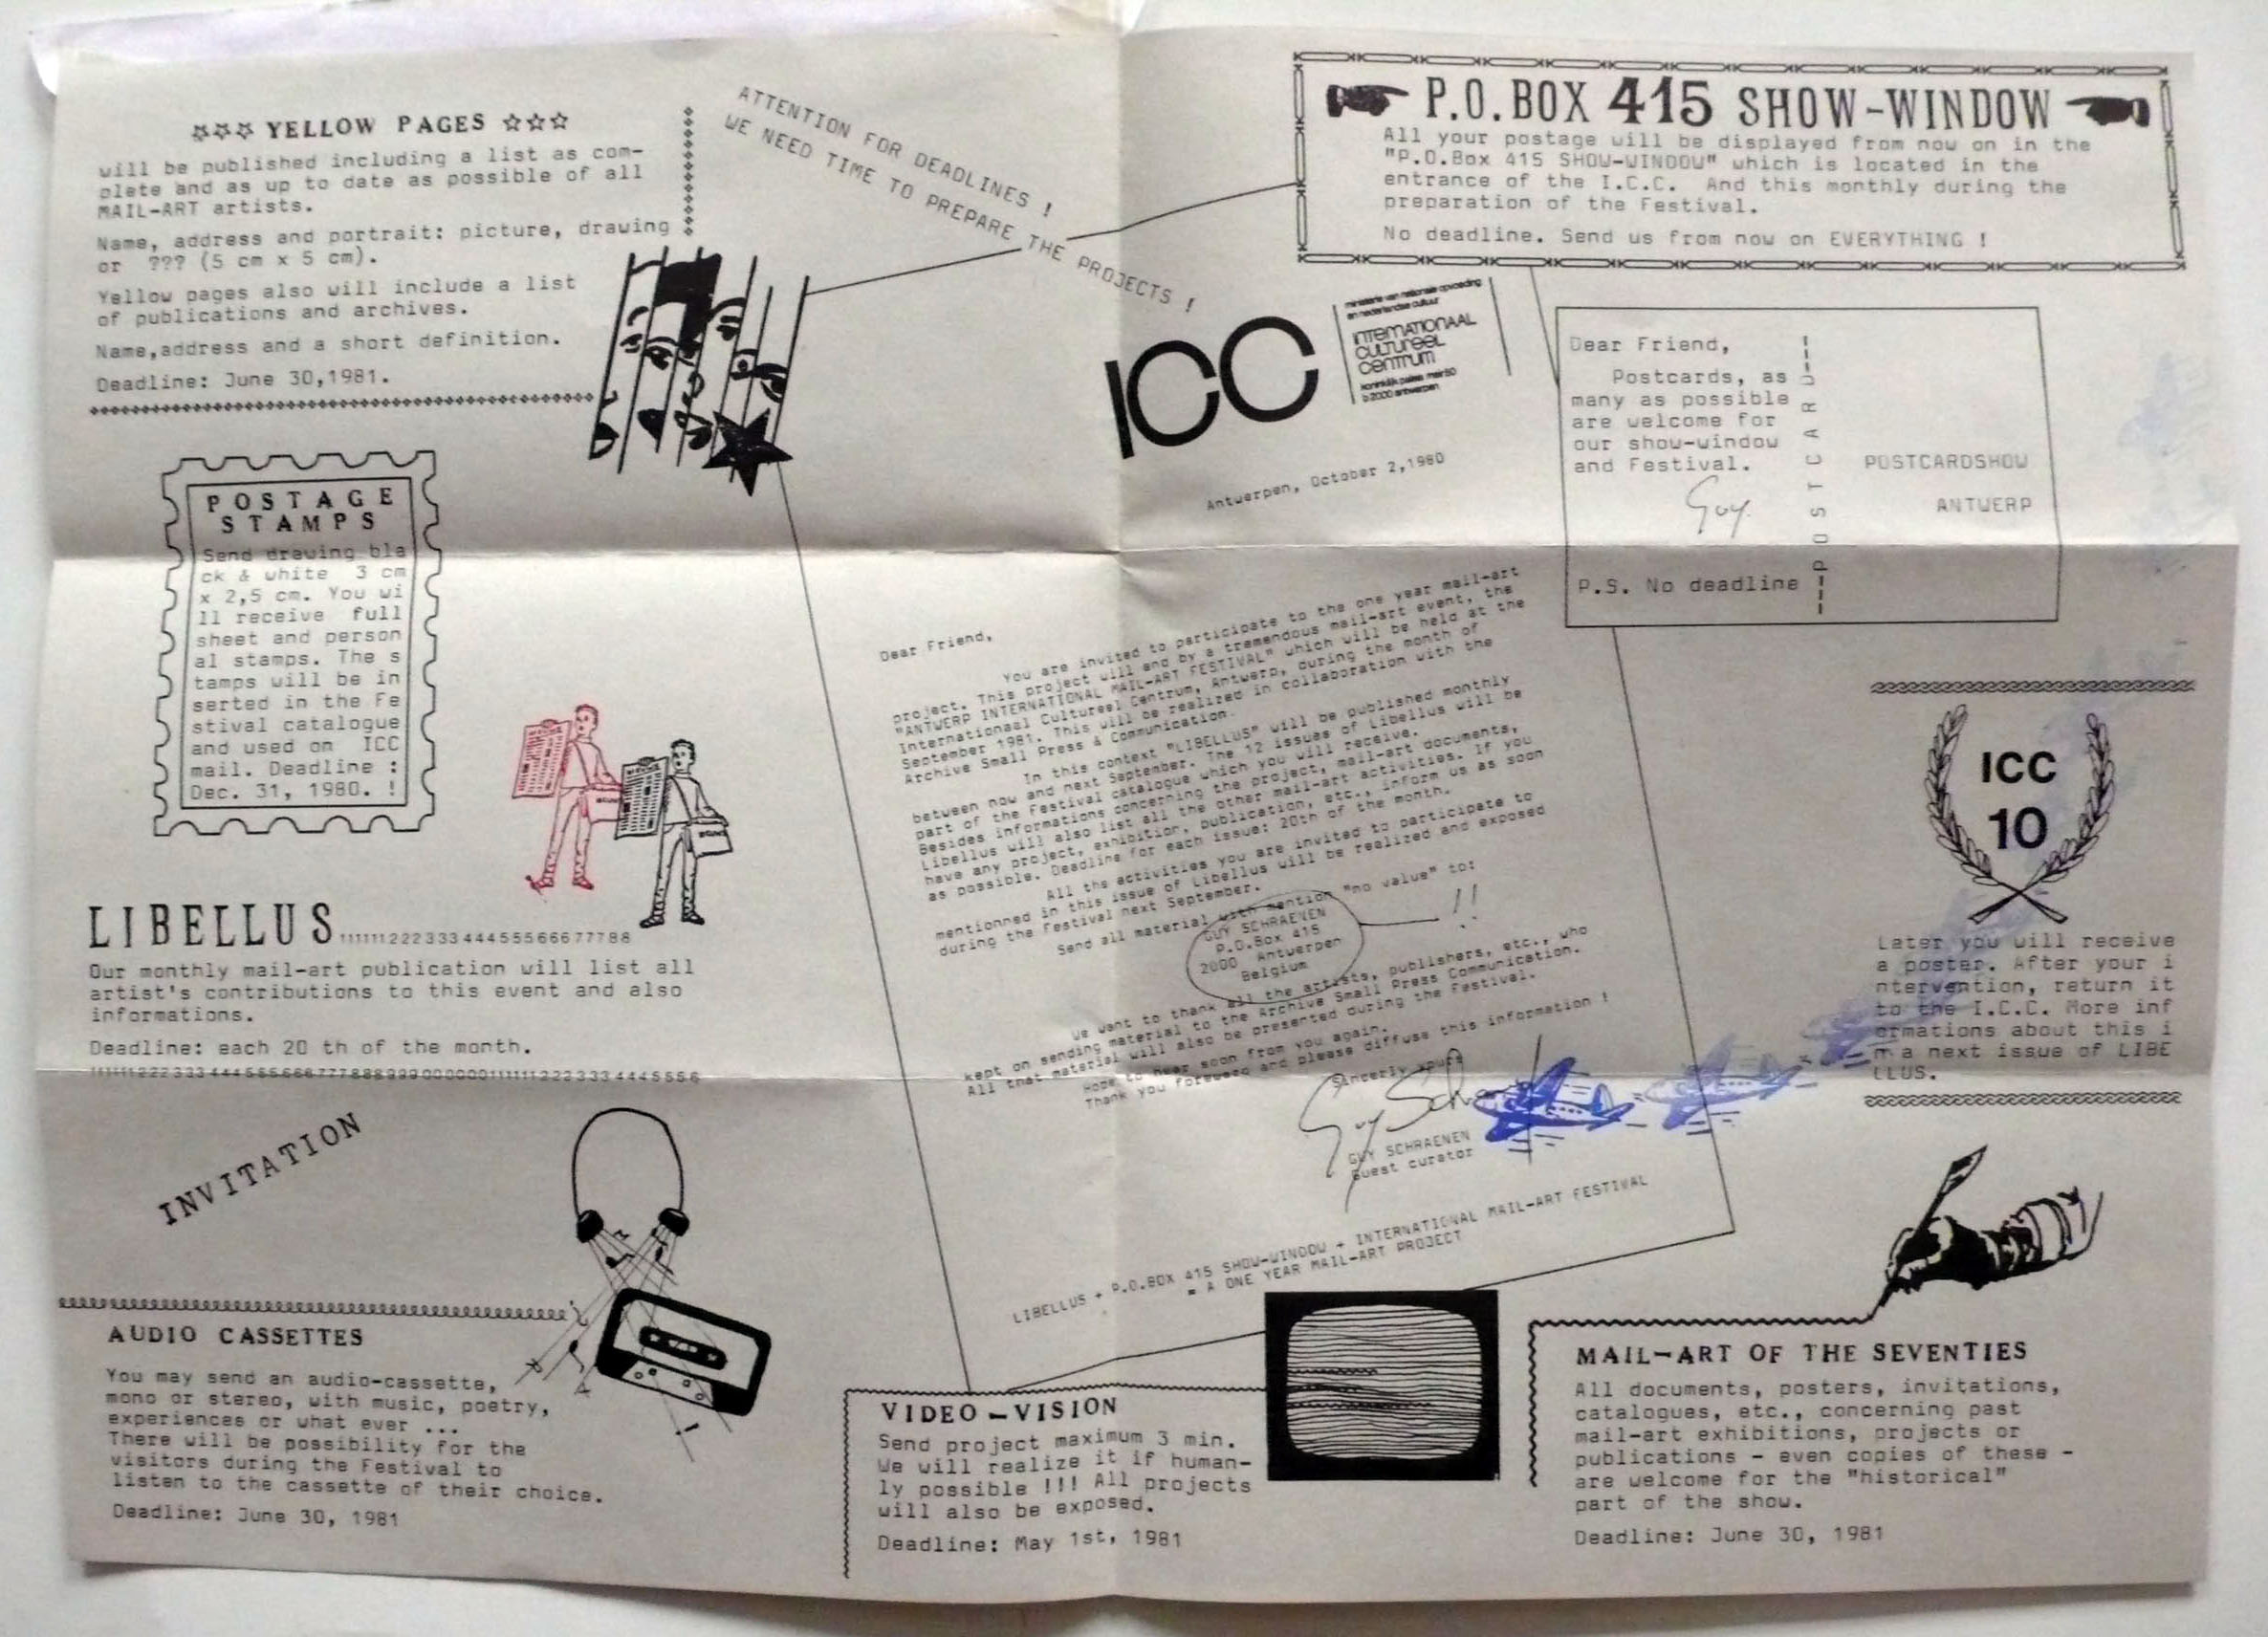 ☆☆☆ YELLOW PAGES ☆☆☆
will be published including a list as com-
plete and as up to date as possible of all
MAIL-ART artists.
Name, address and portrait: picture, drawing
or ??? (5 cm x 5 cm).
Yellow pages also will include a list
of publications and archives.
Name,address and a short definition.
Deadline: June 30,1981.
ATTENTION FOR DEADLINES !
WE NEED TIME TO PREPARE THE PROJECTS !
P.O.BOX 415 SHOW-WINDOW
All your postage will be displayed from now on in the
"P.O.Box 415 SHOW-WINDOW" which is located in the
entrance of the I.C.C. And this monthly during the
preparation of the Festival.
No deadline. Send us from now on EVERYTHING !
ICC
ministerie van nationale opvoeding
en nederlandse cultuur
INTERNATIONAAL
CULTUREEL
CENTRUM
koninklijk paleis meir 50
b 2000 antwerpen
Antwerpen, October 2,1980
Dear Friend,
Postcards, as
many as possible
are welcome for
our show-window
and Festival.
Guy.
P.S. No deadline
POSTCARD
POSTCARDSHOW
ANTWERP
POSTAGE
STAMPS
Send drawing bla
ck & white 3 cm
x 2,5 cm. You wi
ll receive full
sheet and person
al stamps. The s
tamps will be in
serted in the Fe
stival catalogue
and used on ICC
mail. Deadline :
Dec. 31, 1980. !
LIBELLUS
111111222333444555566677788
Our monthly mail-art publication will list all
artist's contributions to this event and also
informations.
Deadline: each 20 th of the month.
Dear Friend,
You are invited to participate to the one year mail-art
project. This project will end by a tremendous mail-art event, the
"ANTWERP INTERNATIONAL MAIL-ART FESTIVAL" which will be held at the
Internationaal Cultureel Centrum, Antwerp, during the month of
September 1981. This will be realized in collaboration with the
Archive Small Press & Communication.
In this context "LIBELLUS" will be published monthly
between now and next September. The 12 issues of Libellus will be
part of the Festival catalogue which you will receive.
Besides informations concerning the project, mail-art documents,
Libellus will also list all the other mail-art activities. If you
have any project, exhibition, publication, etc., inform us as soon
as possible. Deadline for each issue: 20th of the month.
All the activities you are invited to participate to
mentionned in this issue of Libellus will be realized and exposed
during the Festival next September.
Send all material with mention "no value" to:
GUY SCHRAENEN
P.O.Box 415
2000 Antwerpen
Belgium
!!
We want to thank all the artists, publishers, etc., who
kept on sending material to the Archive Small Press Communication.
All that material will also be presented during the Festival.
Hope to hear soon from you again.
Thank you foreward and please diffuse this information !
Sincerly yours
Guy Sch
GUY SCHRAENEN
Guest curator
LIBELLUS + P.O.BOX 415 SHOW-WINDOW + INTERNATIONAL MAIL-ART FESTIVAL
= A ONE YEAR MAIL-ART PROJECT
ICC
10
Later you will receive
a poster. After your i
ntervention, return it
to the I.C.C. More inf
ormations about this i
n a next issue of LIBE
LLUS.
INVITATION
AUDIO CASSETTES
You may send an audio-cassette,
mono or stereo, with music, poetry,
experiences or what ever ...
There will be possibility for the
visitors during the Festival to
listen to the cassette of their choice.
Deadline: June 30, 1981
VIDEO-VISION
Send project maximum 3 min.
We will realize it if human-
ly possible !!! All projects
will also be exposed.
Deadline: May 1st, 1981
MAIL-ART OF THE SEVENTIES
All documents, posters, invitations,
catalogues, etc., concerning past
mail-art exhibitions, projects or
publications - even copies of these -
are welcome for the "historical"
part of the show.
Deadline: June 30, 1981